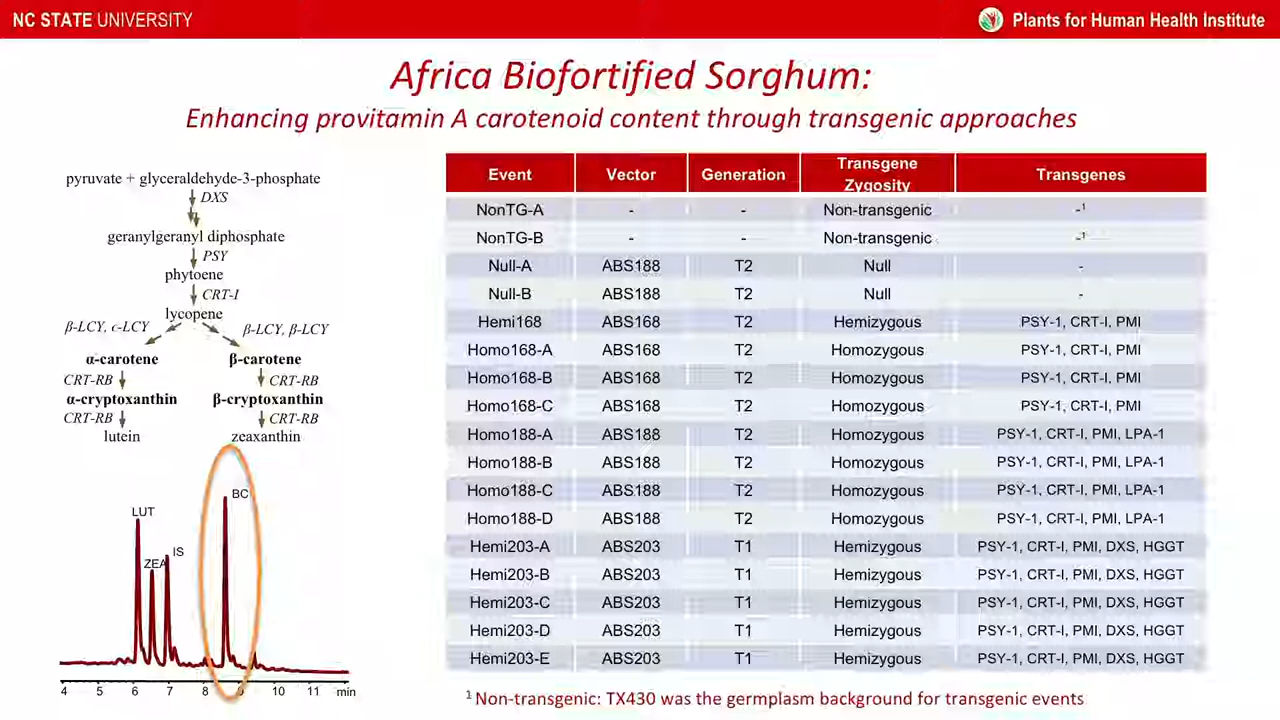 NC STATE UNIVERSITY
Plants for Human Health Institute
Africa Biofortified Sorghum:
Enhancing provitamin A carotenoid content through transgenic approaches
pyruvate + glyceraldehyde-3-phosphate
DXS
geranylgeranyl diphosphate
PSY
phytoene
CRT-I
lycopene
β-LCY, ϵ-LCY
β-LCY, β-LCY
α-carotene
β-carotene
CRT-RB
CRT-RB
α-cryptoxanthin
β-cryptoxanthin
CRT-RB
CRT-RB
lutein
zeaxanthin
BC
LUT
IS
ZEA
4 5 6 7 8 9 10 11 min
Event Vector Generation Transgene Zygosity Transgenes
NonTG-A - - Non-transgenic -1
NonTG-B - - Non-transgenic -1
Null-A ABS188 T2 Null -
Null-B ABS188 T2 Null -
Hemi168 ABS168 T2 Hemizygous PSY-1, CRT-I, PMI
Homo168-A ABS168 T2 Homozygous PSY-1, CRT-I, PMI
Homo168-B ABS168 T2 Homozygous PSY-1, CRT-I, PMI
Homo168-C ABS168 T2 Homozygous PSY-1, CRT-I, PMI
Homo188-A ABS188 T2 Homozygous PSY-1, CRT-I, PMI, LPA-1
Homo188-B ABS188 T2 Homozygous PSY-1, CRT-I, PMI, LPA-1
Homo188-C ABS188 T2 Homozygous PSY-1, CRT-I, PMI, LPA-1
Homo188-D ABS188 T2 Homozygous PSY-1, CRT-I, PMI, LPA-1
Hemi203-A ABS203 T1 Hemizygous PSY-1, CRT-I, PMI, DXS, HGGT
Hemi203-B ABS203 T1 Hemizygous PSY-1, CRT-I, PMI, DXS, HGGT
Hemi203-C ABS203 T1 Hemizygous PSY-1, CRT-I, PMI, DXS, HGGT
Hemi203-D ABS203 T1 Hemizygous PSY-1, CRT-I, PMI, DXS, HGGT
Hemi203-E ABS203 T1 Hemizygous PSY-1, CRT-I, PMI, DXS, HGGT
1 Non-transgenic: TX430 was the germplasm background for transgenic events